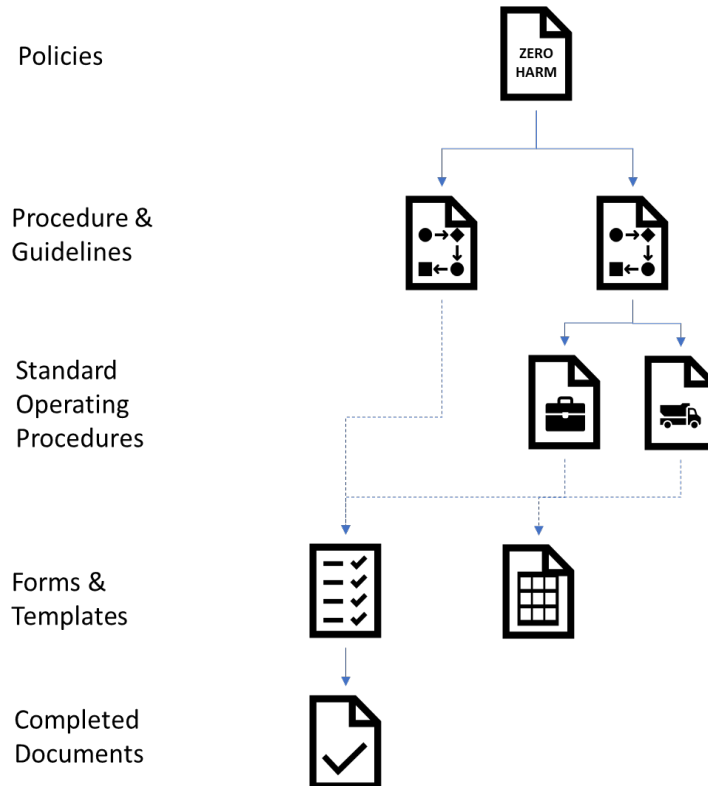 Policies
ZERO
HARM
Procedure &
Guidelines
Standard
Operating
Procedures
Forms &
Templates
Completed
Documents